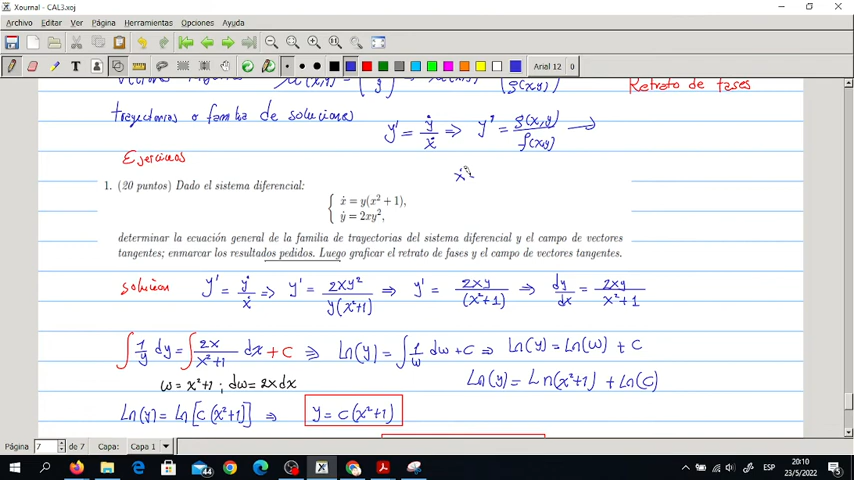 Xournal - CAL3.xoj
Archivo Editar Ver Página Herramientas Opciones Ayuda
Arial 12 0
Retrato de fases
trayectorias o familia de soluciones
y' = ẏ/ẋ ⇒ y' = g(x,y)/f(x,y) →
Ejercicios
ẋ
1. (20 puntos) Dado el sistema diferencial:
{ ẋ = y(x²+1),
ẏ = 2xy²,
determinar la ecuación general de la familia de trayectorias del sistema diferencial y el campo de vectores
tangentes; enmarcar los resultados pedidos. Luego graficar el retrato de fases y el campo de vectores tangentes.
solucion y' = ẏ/ẋ ⇒ y' = 2xy²/y(x²+1) ⇒ y' = 2xy/(x²+1) ⇒ dy/dx = 2xy/x²+1
∫ 1/y dy = ∫ 2x/x²+1 dx + C ⇒ Ln(y) = ∫ 1/ω dω + C ⇒ Ln(y) = Ln(ω) + C
ω = x²+1 ; dω = 2x dx
Ln(y) = Ln(x²+1) + Ln(C)
Ln(y) = Ln[C(x²+1)] ⇒ y = C(x²+1)
Página 7 de 7 Capa: Capa 1
44
ESP
20:10
23/5/2022